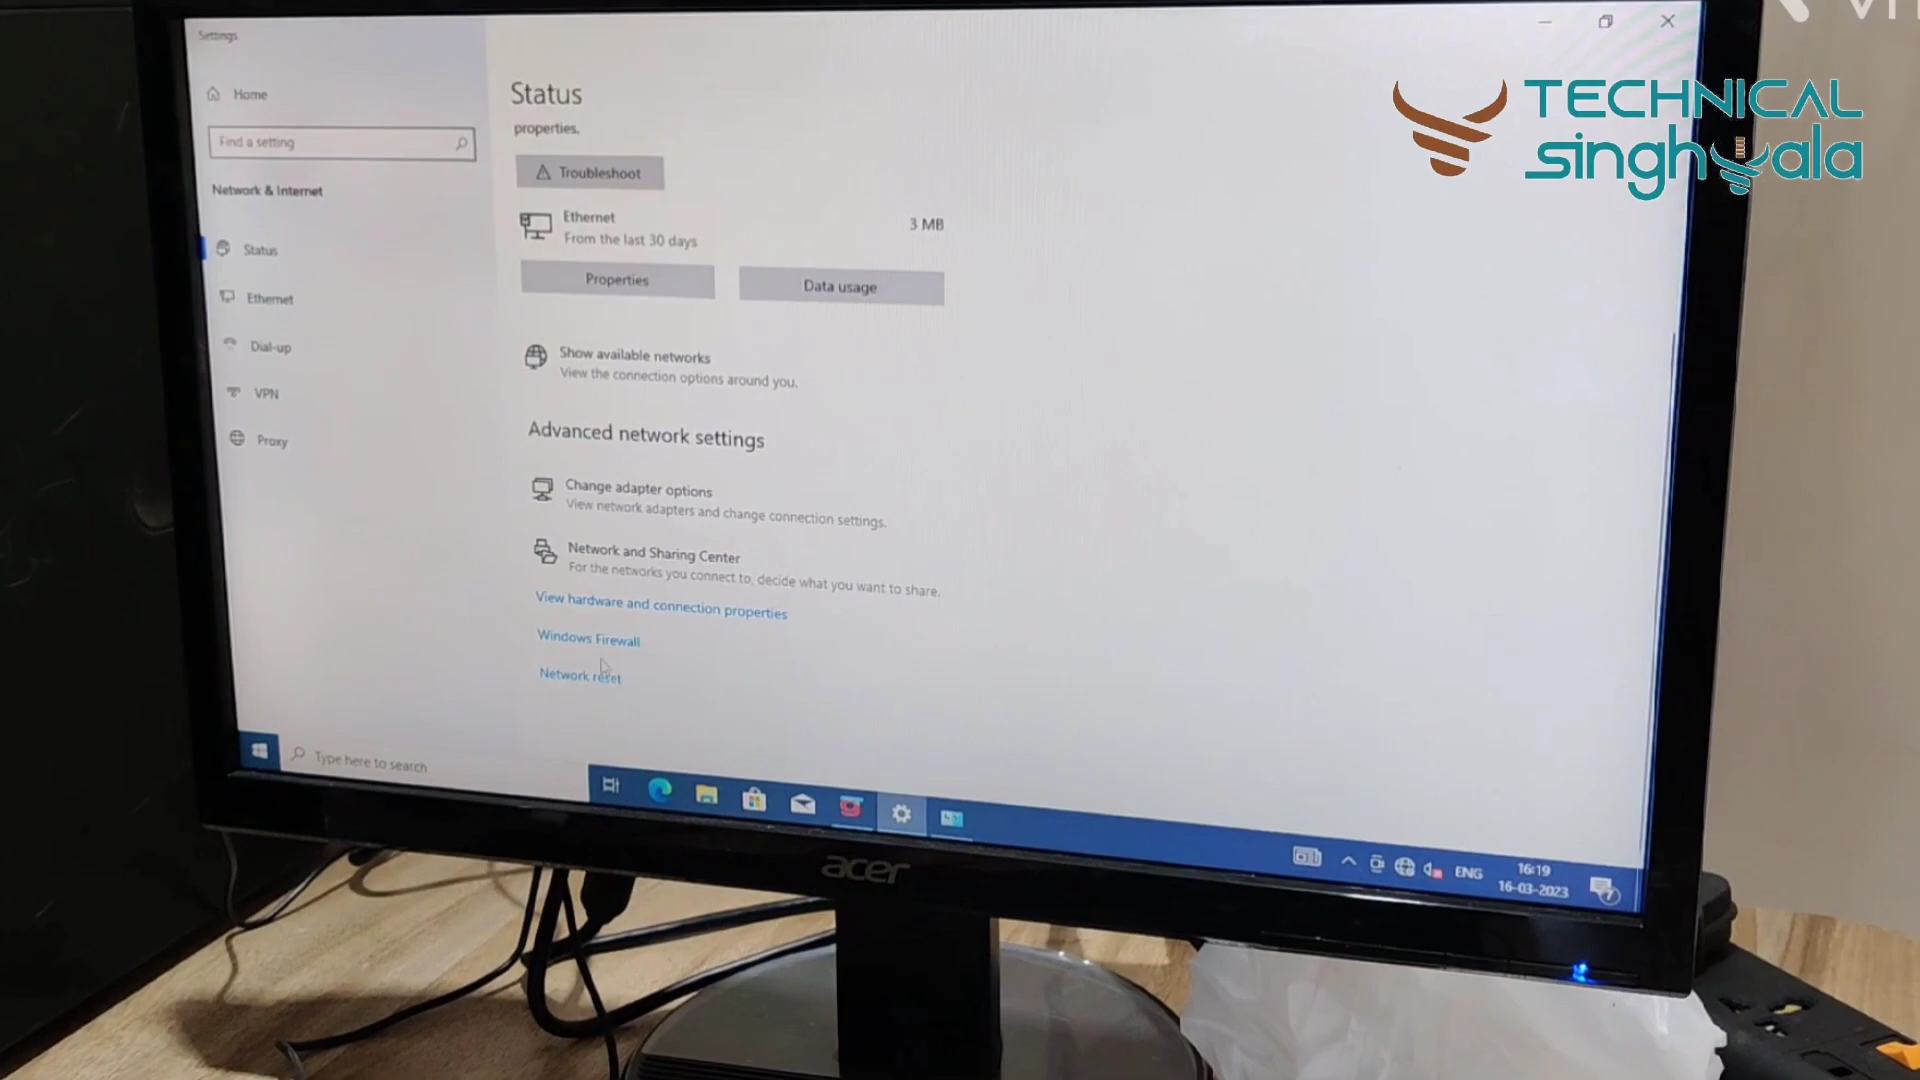 Settings
Home
Find a setting
Network & Internet
Status
Ethernet
Dial-up
VPN
Proxy
Status
properties.
Troubleshoot
Ethernet
From the last 30 days
3 MB
Properties
Data usage
Show available networks
View the connection options around you.
Advanced network settings
Change adapter options
View network adapters and change connection settings.
Network and Sharing Center
For the networks you connect to, decide what you want to share.
View hardware and connection properties
Windows Firewall
Network reset
Type here to search
ENG
16:19
16-03-2023
7
acer
TECHNICAL
singhwala